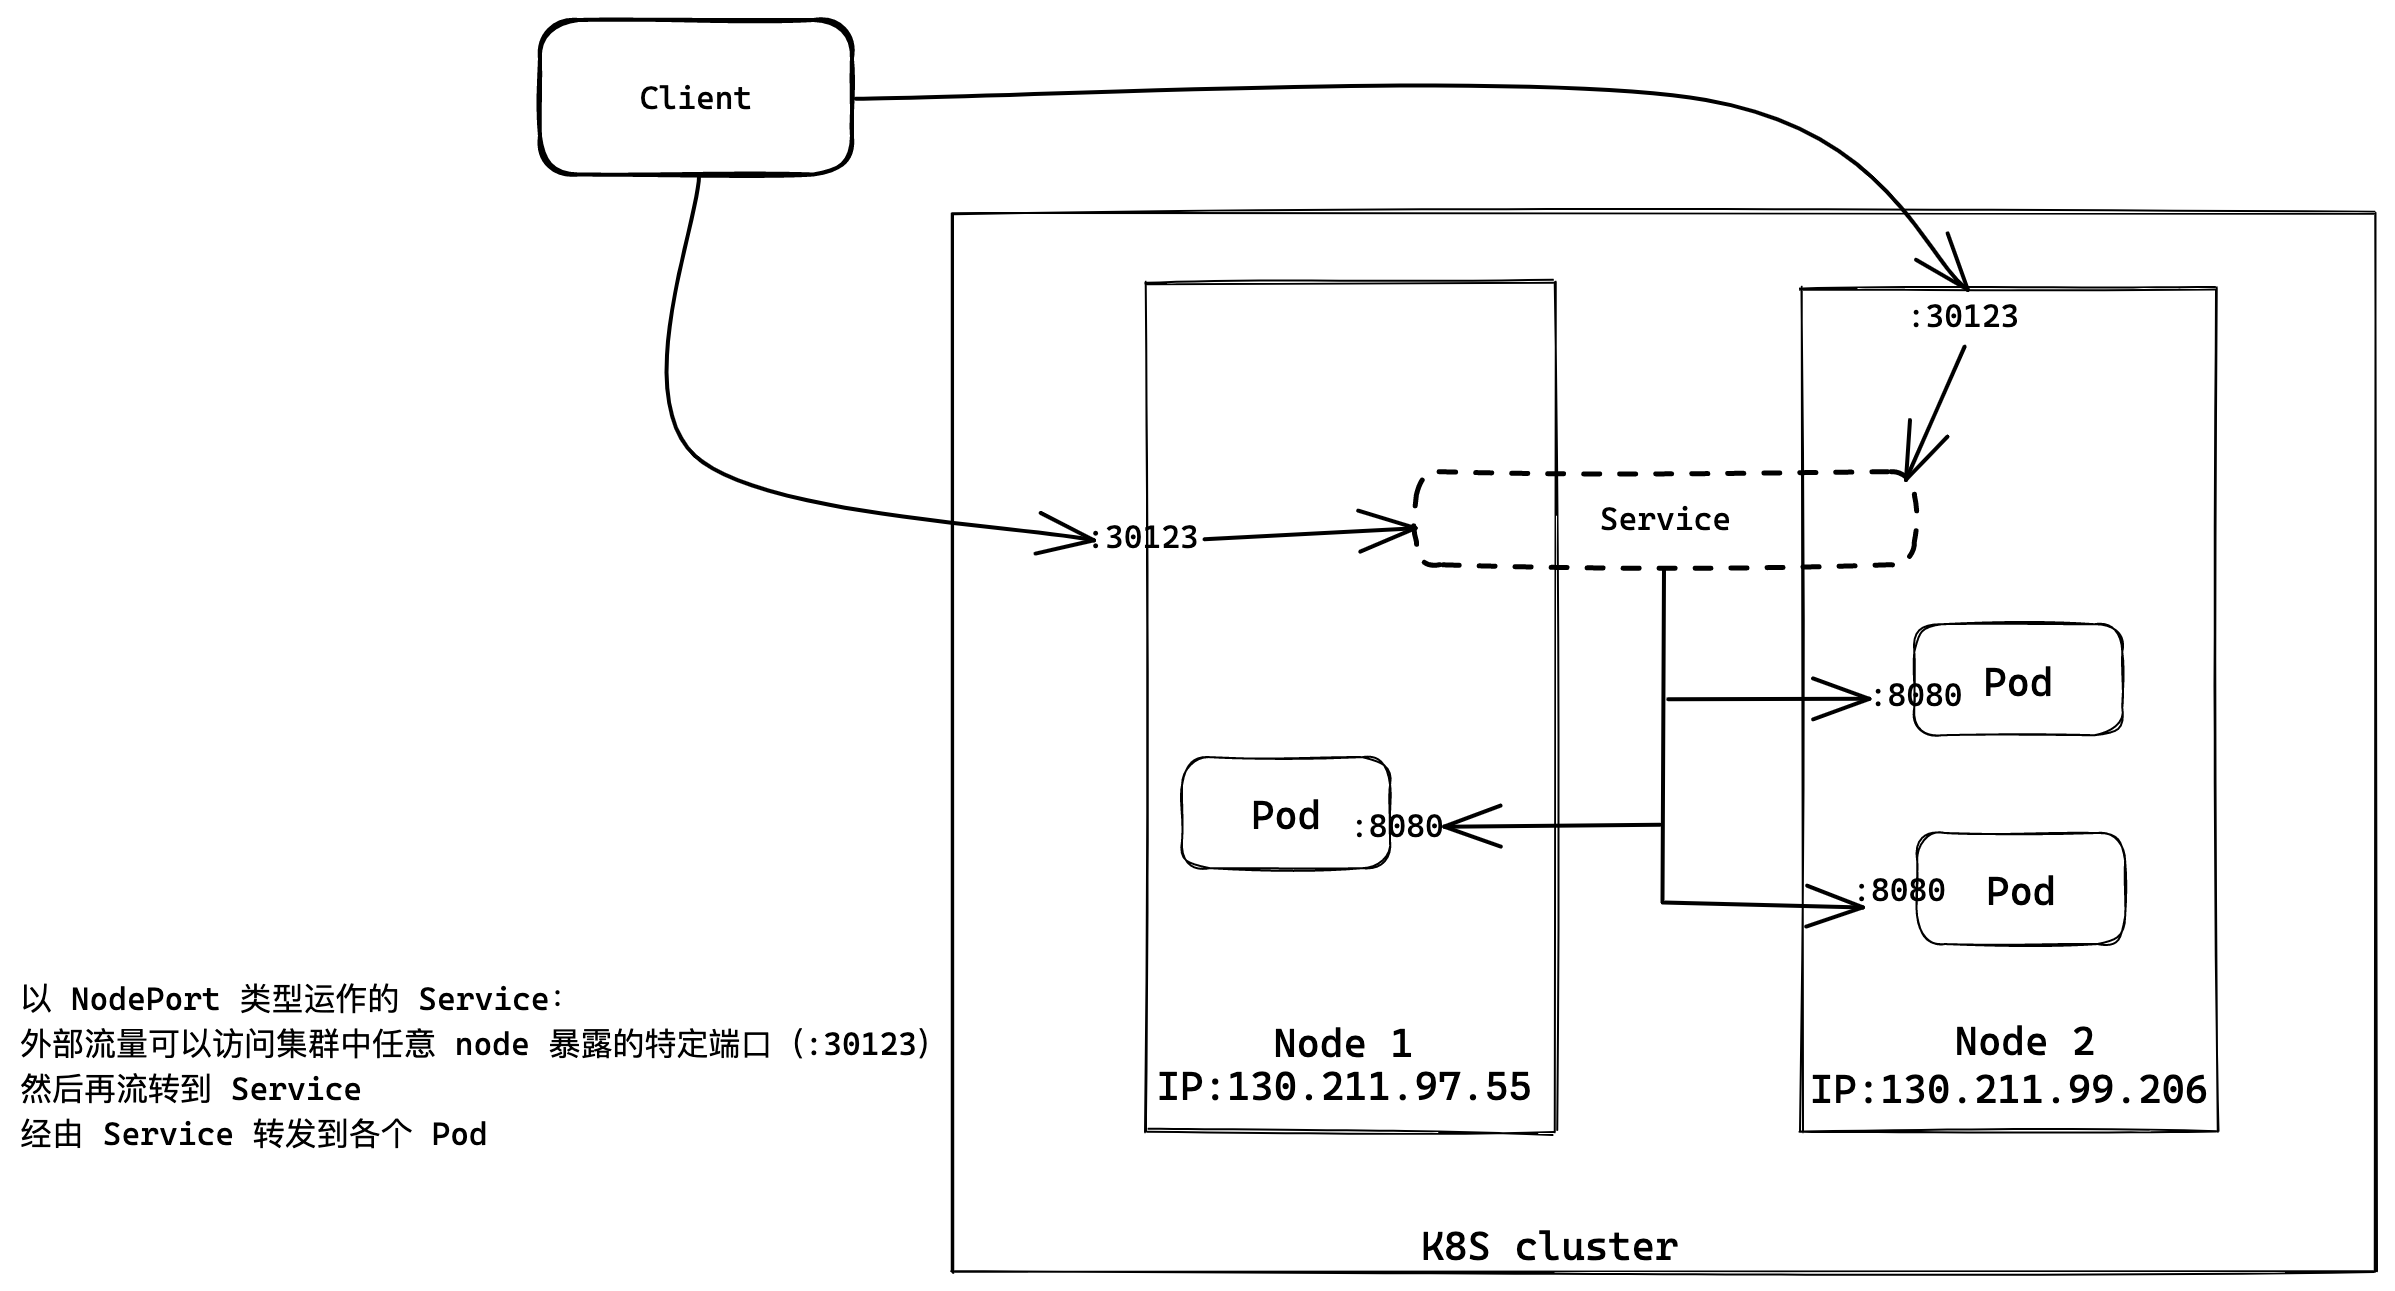 Client
:30123
Service
:30123
:8080
Pod
Pod
:8080
:8080
Pod
Node 1
IP:130.211.97.55
Node 2
IP:130.211.99.206
K8S cluster
以 NodePort 类型运作的 Service:
外部流量可以访问集群中任意 node 暴露的特定端口（:30123）
然后再流转到 Service
经由 Service 转发到各个 Pod